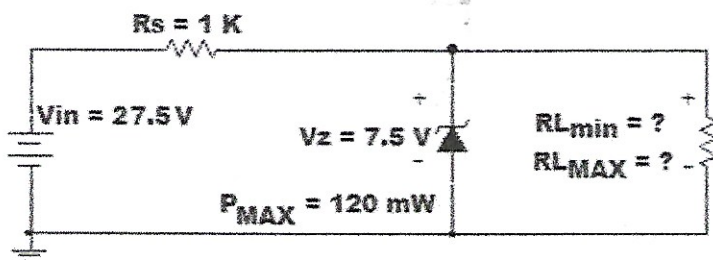 Rs = 1 K
Vin = 27.5 V
+
Vz = 7.5 V
-
+
RLmin = ?
RLMAX = ?
-
PMAX = 120 mW